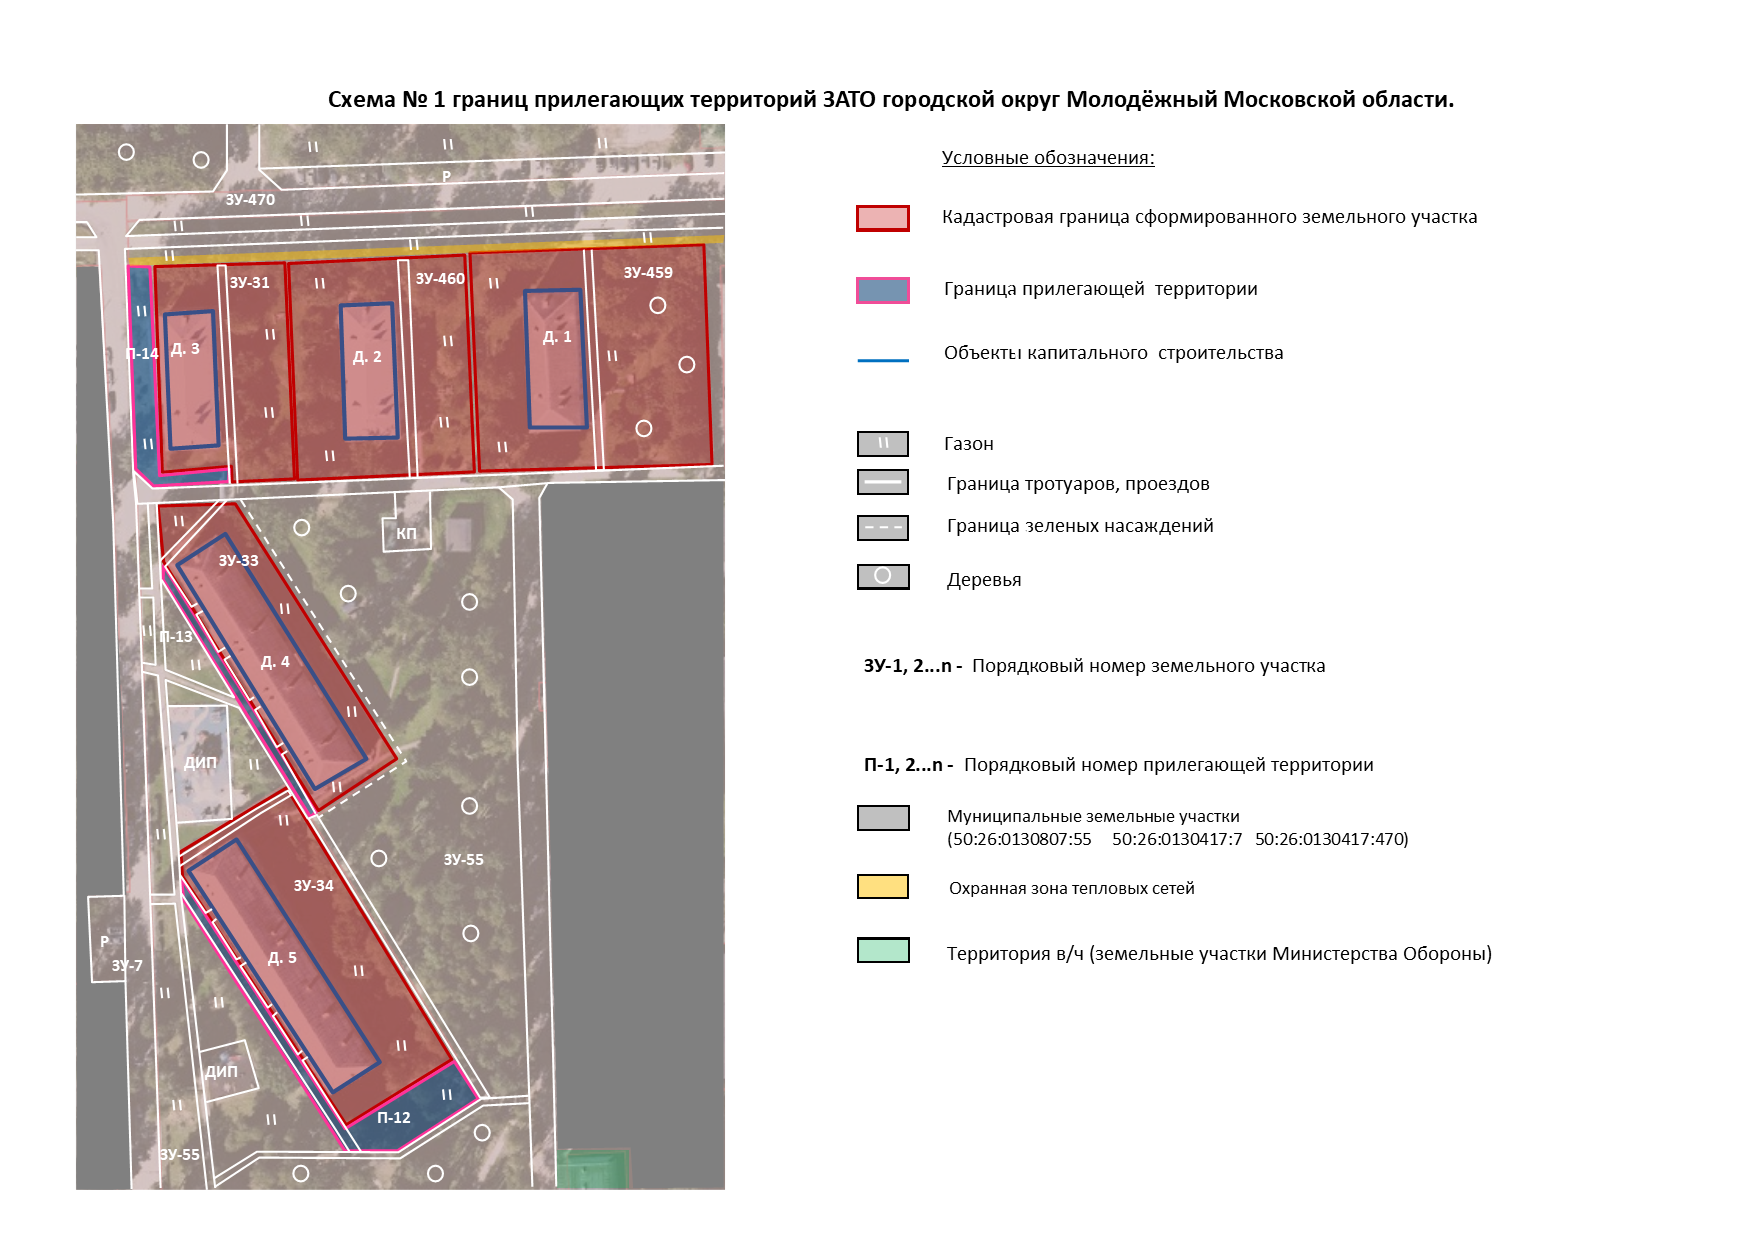 Схема № 1 границ прилегающих территорий ЗАТО городской округ Молодёжный Московской области.
Р
ЗУ-470
ЗУ-31
ЗУ-460
ЗУ-459
П-14
Д. 3
Д. 2
Д. 1
КП
ЗУ-33
П-13
Д. 4
ДИП
ЗУ-55
ЗУ-34
Р
Д. 5
ЗУ-7
ДИП
П-12
ЗУ-55
Условные обозначения:
Кадастровая граница сформированного земельного участка
Граница прилегающей территории
Объекты капитального строительства
Газон
Граница тротуаров, проездов
Граница зеленых насаждений
Деревья
ЗУ-1, 2...n - Порядковый номер земельного участка
П-1, 2...n - Порядковый номер прилегающей территории
Муниципальные земельные участки
(50:26:0130807:55 50:26:0130417:7 50:26:0130417:470)
Охранная зона тепловых сетей
Территория в/ч (земельные участки Министерства Обороны)